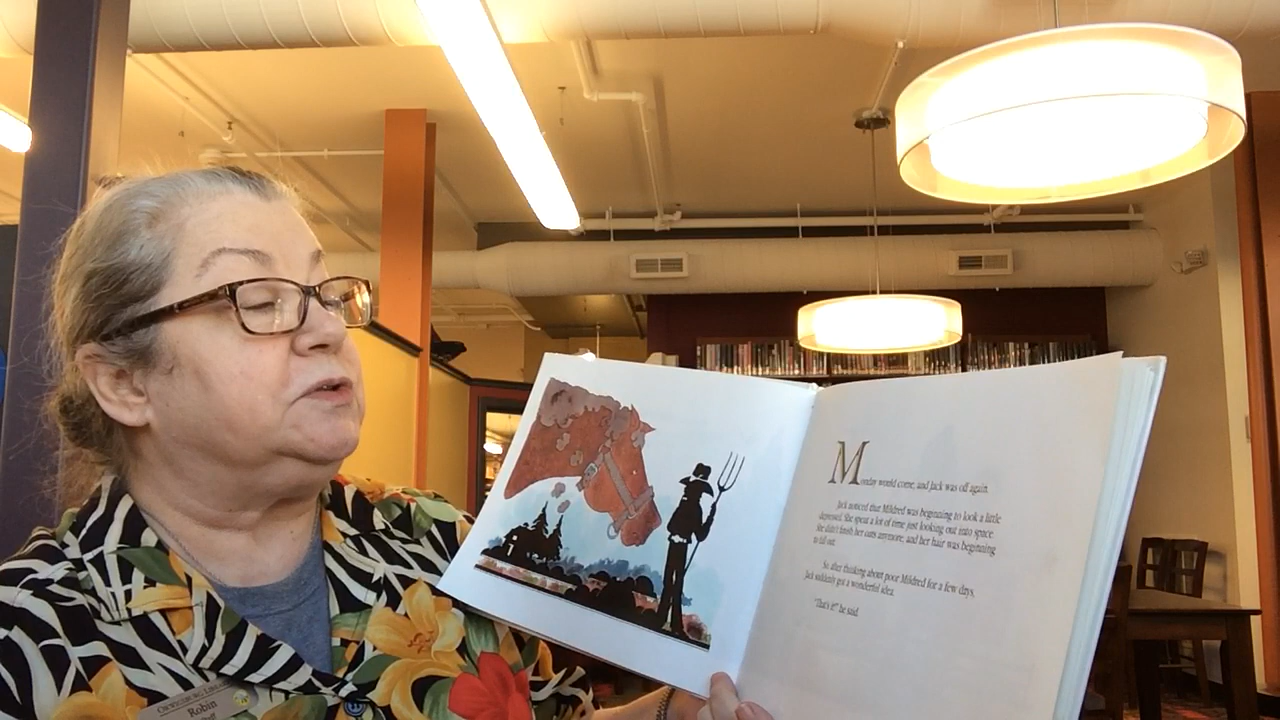 Monday would come, and Jack was off again.
Jack noticed that Mildred was beginning to look a little
depressed. She spent a lot of time just looking out into space.
She didn't finish her oats anymore, and her hair was beginning
to fall out.
So, after thinking about poor Mildred for a few days,
Jack suddenly got a wonderful idea.
"That's it!" he said.
Orwigsburg Library
Robin
Staff